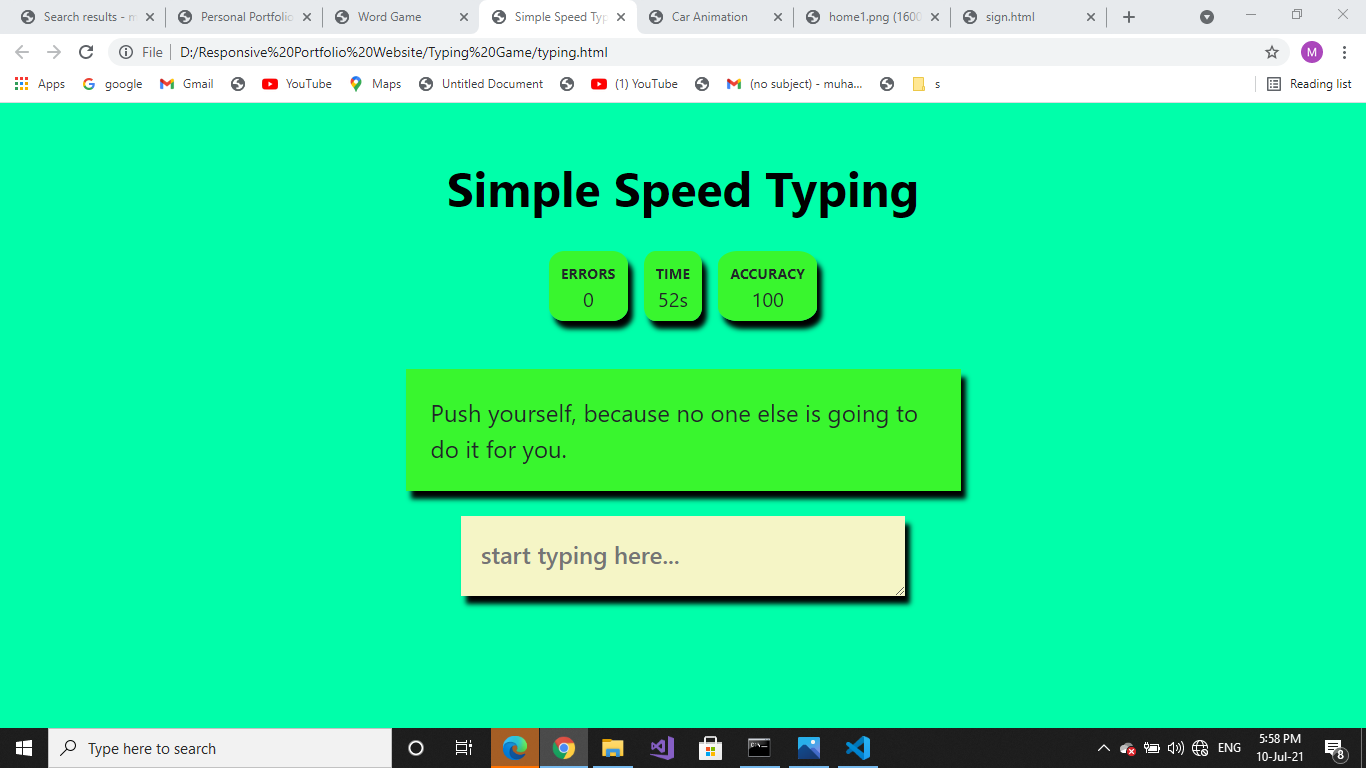 Search results - m
Personal Portfolio
Word Game
Simple Speed Typ
Car Animation
home1.png (1600
sign.html
File
D:/Responsive%20Portfolio%20Website/Typing%20Game/typing.html
M
Apps
google
Gmail
YouTube
Maps
Untitled Document
(1) YouTube
(no subject) - muha...
s
Reading list
Simple Speed Typing
ERRORS
0
TIME
52s
ACCURACY
100
Push yourself, because no one else is going to
do it for you.
start typing here...
Type here to search
ENG
5:58 PM
10-Jul-21
8